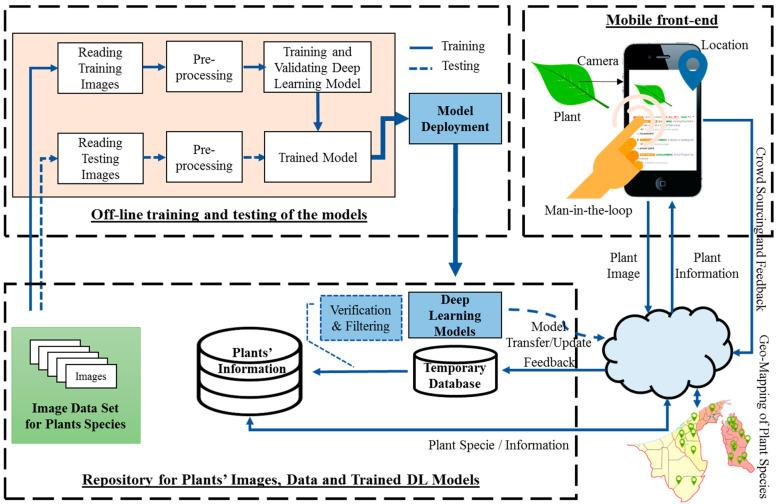 Mobile front-end
Reading
Training
Images
Pre-
processing
Training and
Validating Deep
Learning Model
Training
Testing
Reading
Testing
Images
Pre-
processing
Trained Model
Model
Deployment
Off-line training and testing of the models
Camera
Location
Plant
Man-in-the-loop
Crowd Sourcing and Feedback
Plant
Image
Plant
Information
Verification
& Filtering
Deep
Learning
Models
Model
Transfer/Update
Feedback
Plants'
Information
Temporary
Database
Images
Image Data Set
for Plants Species
Plant Specie / Information
Geo-Mapping of Plant Species
Repository for Plants' Images, Data and Trained DL Models